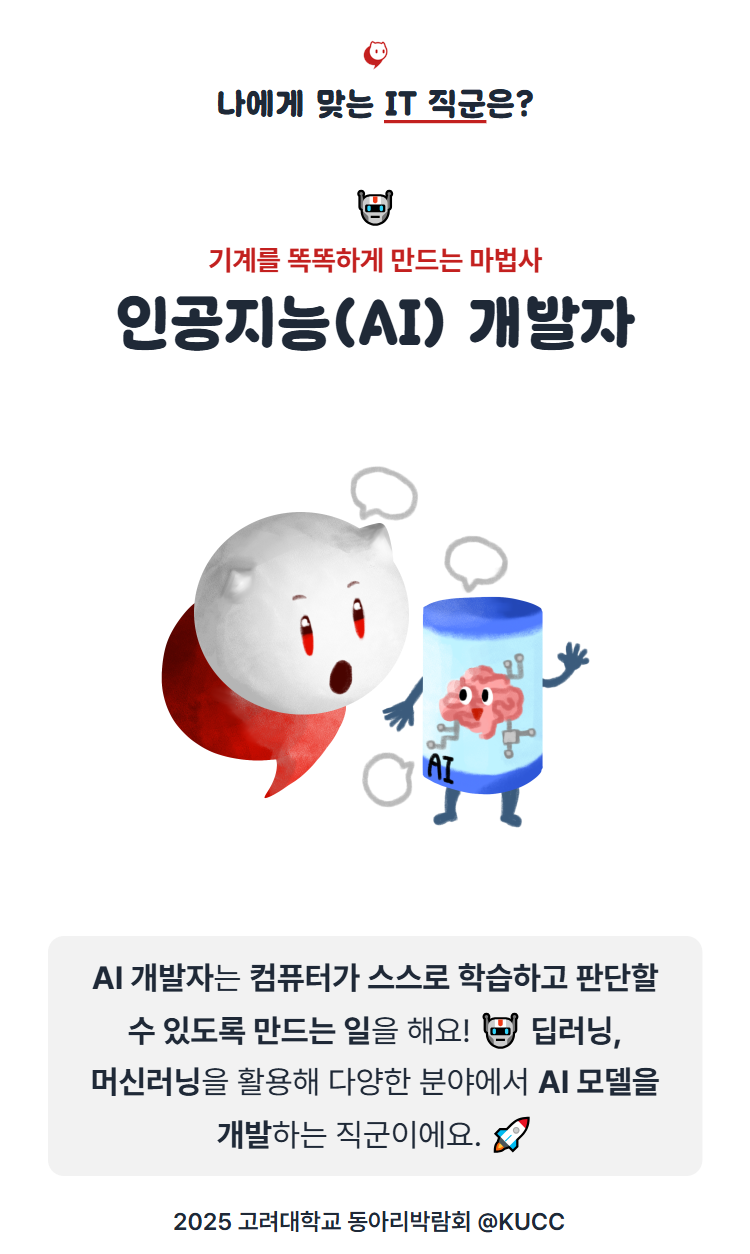 나에게 맞는 IT 직군은?
기계를 똑똑하게 만드는 마법사
인공지능(AI) 개발자
AI
AI 개발자는 컴퓨터가 스스로 학습하고 판단할
수 있도록 만드는 일을 해요! 🤖 딥러닝,
머신러닝을 활용해 다양한 분야에서 AI 모델을
개발하는 직군이에요. 🚀
2025 고려대학교 동아리박람회 @KUCC